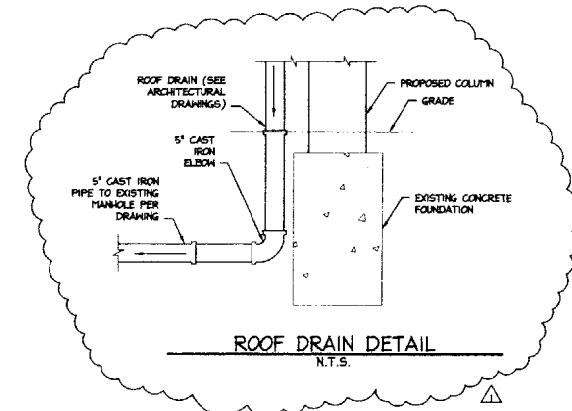 ROOF DRAIN (SEE
ARCHITECTURAL
DRAWINGS)
PROPOSED COLUMN
GRADE
5" CAST
IRON
ELBOW
5" CAST IRON
PIPE TO EXISTING
MANHOLE PER
DRAWING
EXISTING CONCRETE
FOUNDATION
ROOF DRAIN DETAIL
N.T.S.
1